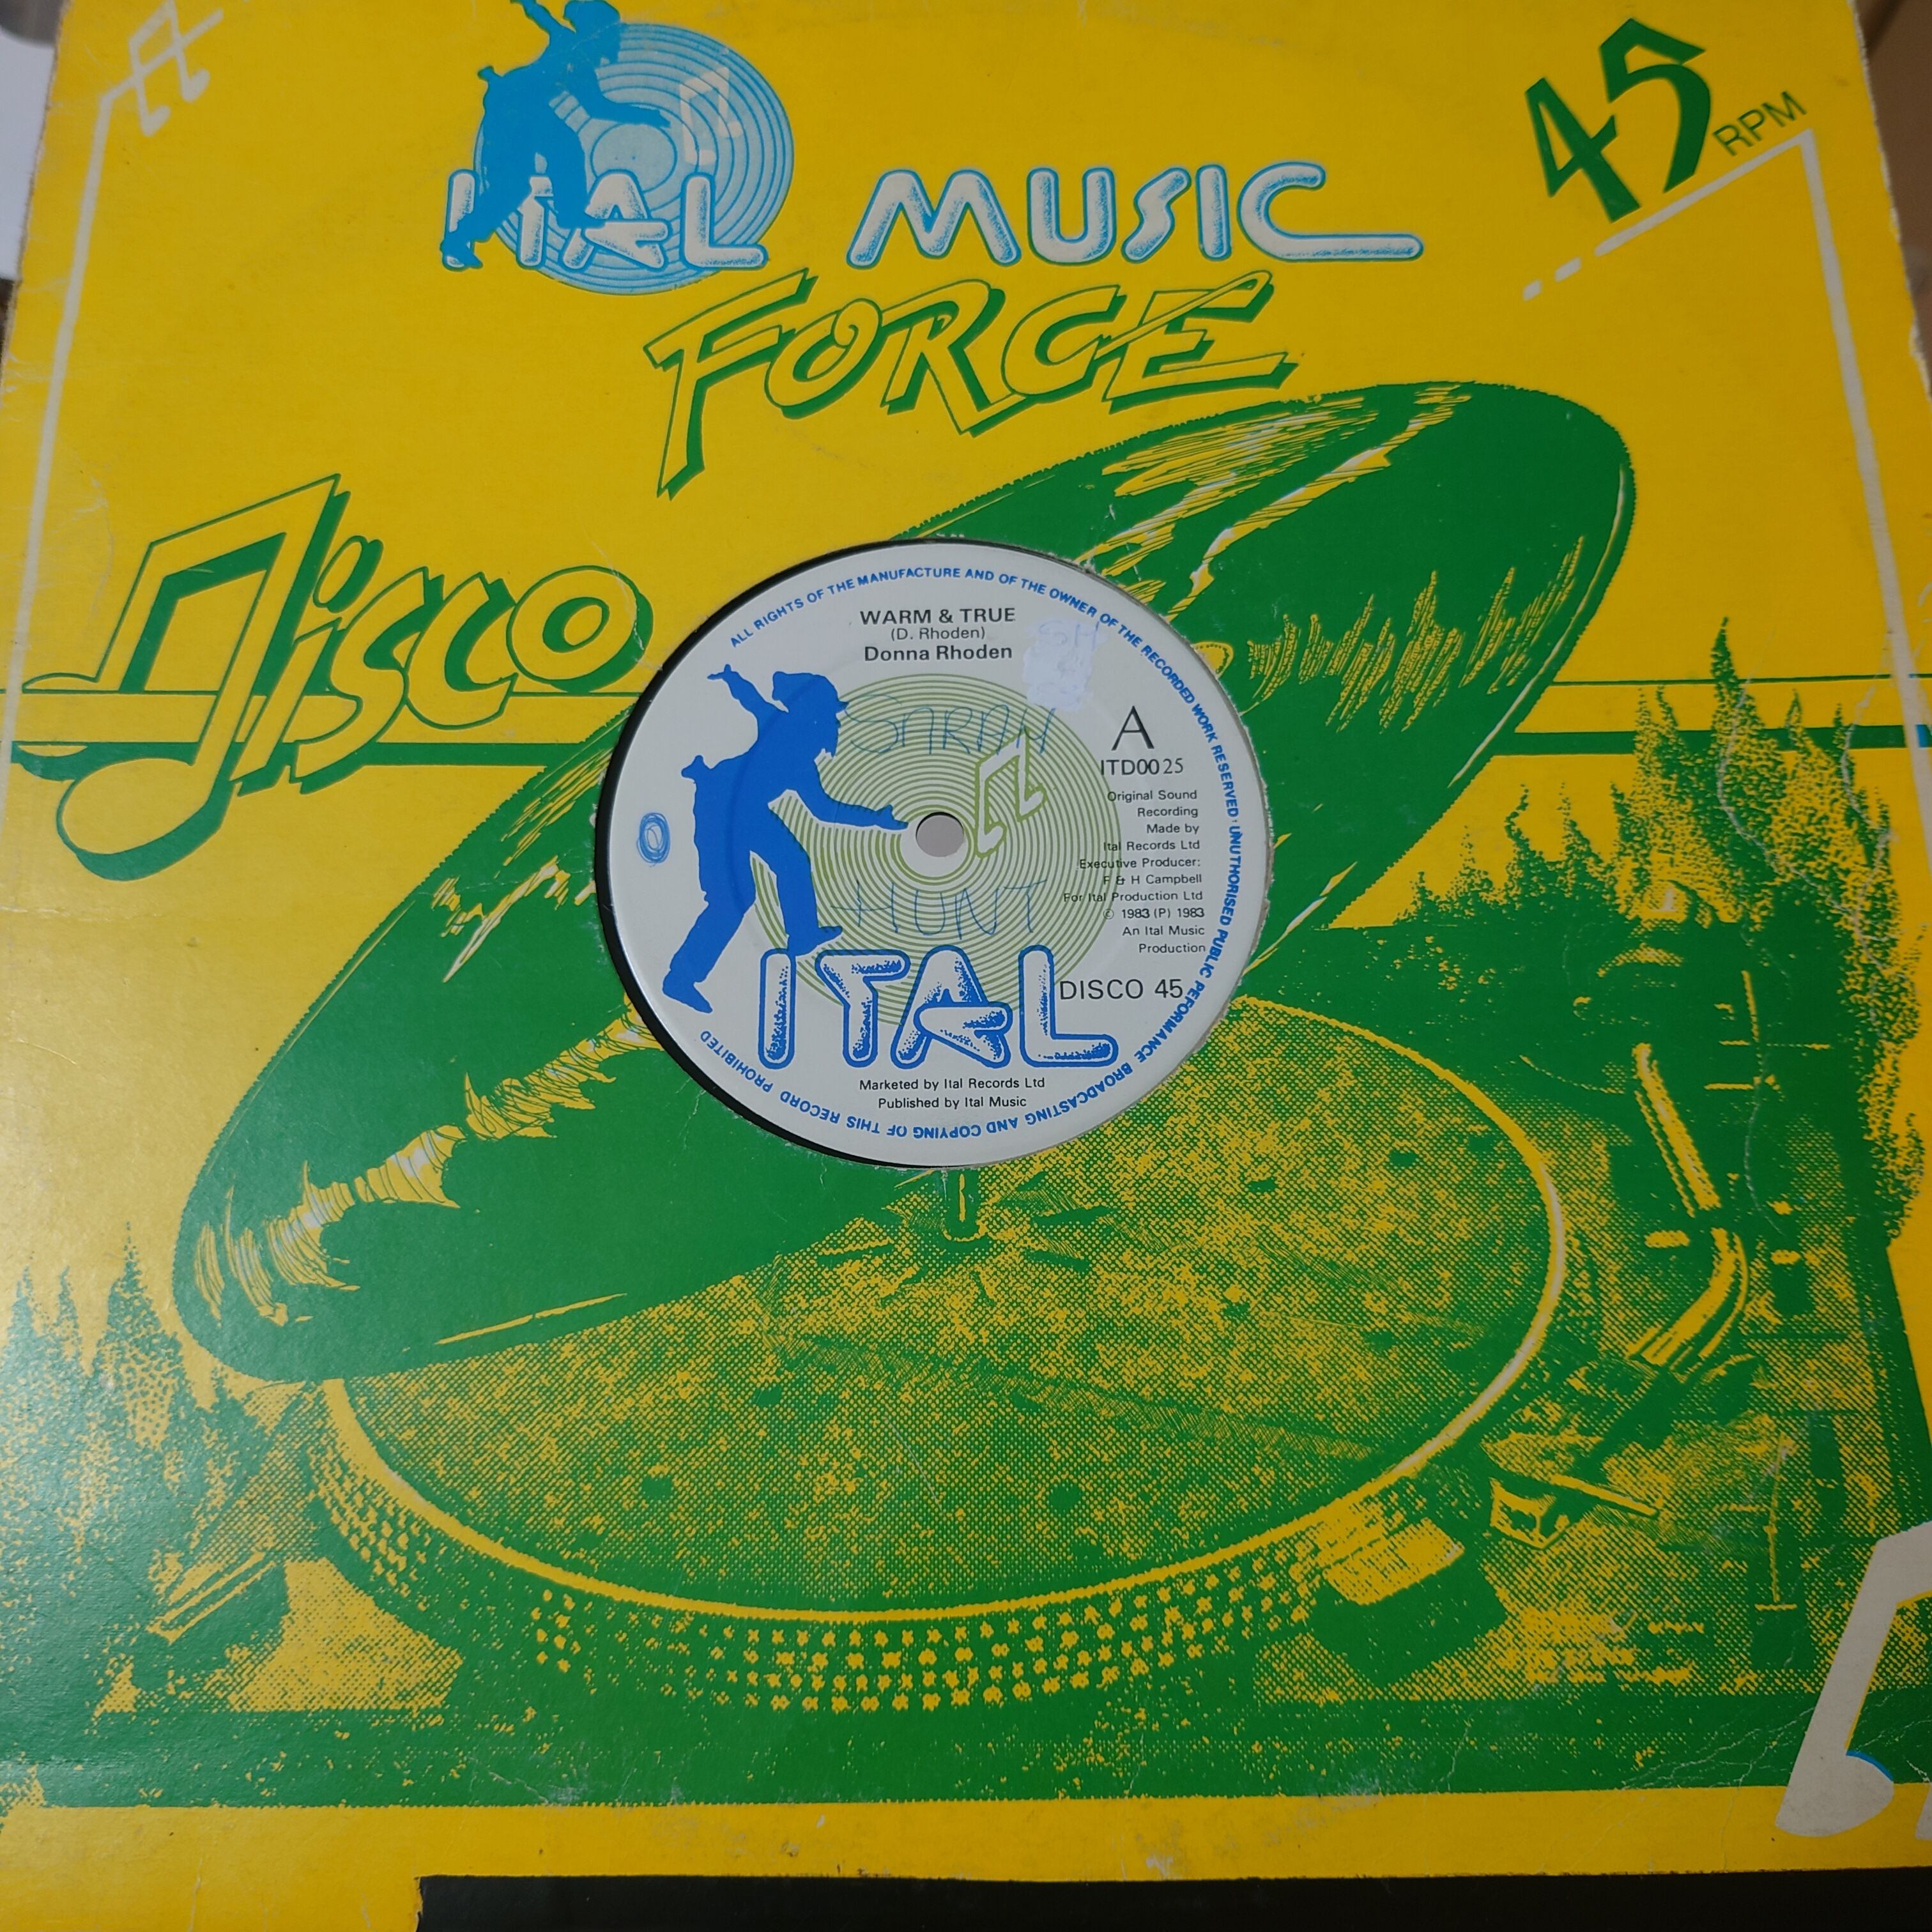 45
RPM
ITAL MUSIC
FORCE
DISCO
ALL RIGHTS OF THE MANUFACTURE AND OF THE OWNER OF THE RECORDED WORK RESERVED · UNUTHORISED PUBLIC PEFORMANCE BROADCASTING AND COPYING OF THIS RECORD PROHIBITED
WARM & TRUE
(D. Rhoden)
Donna Rhoden
SARAH
A
ITD0025
Original Sound
Recording
Made by
Ital Records Ltd
Executive Producer:
F & H Campbell
For Ital Production Ltd
© 1983 (P) 1983
An Ital Music
Production
O
HUNT
ITAL
DISCO 45
Marketed by Ital Records Ltd
Published by Ital Music